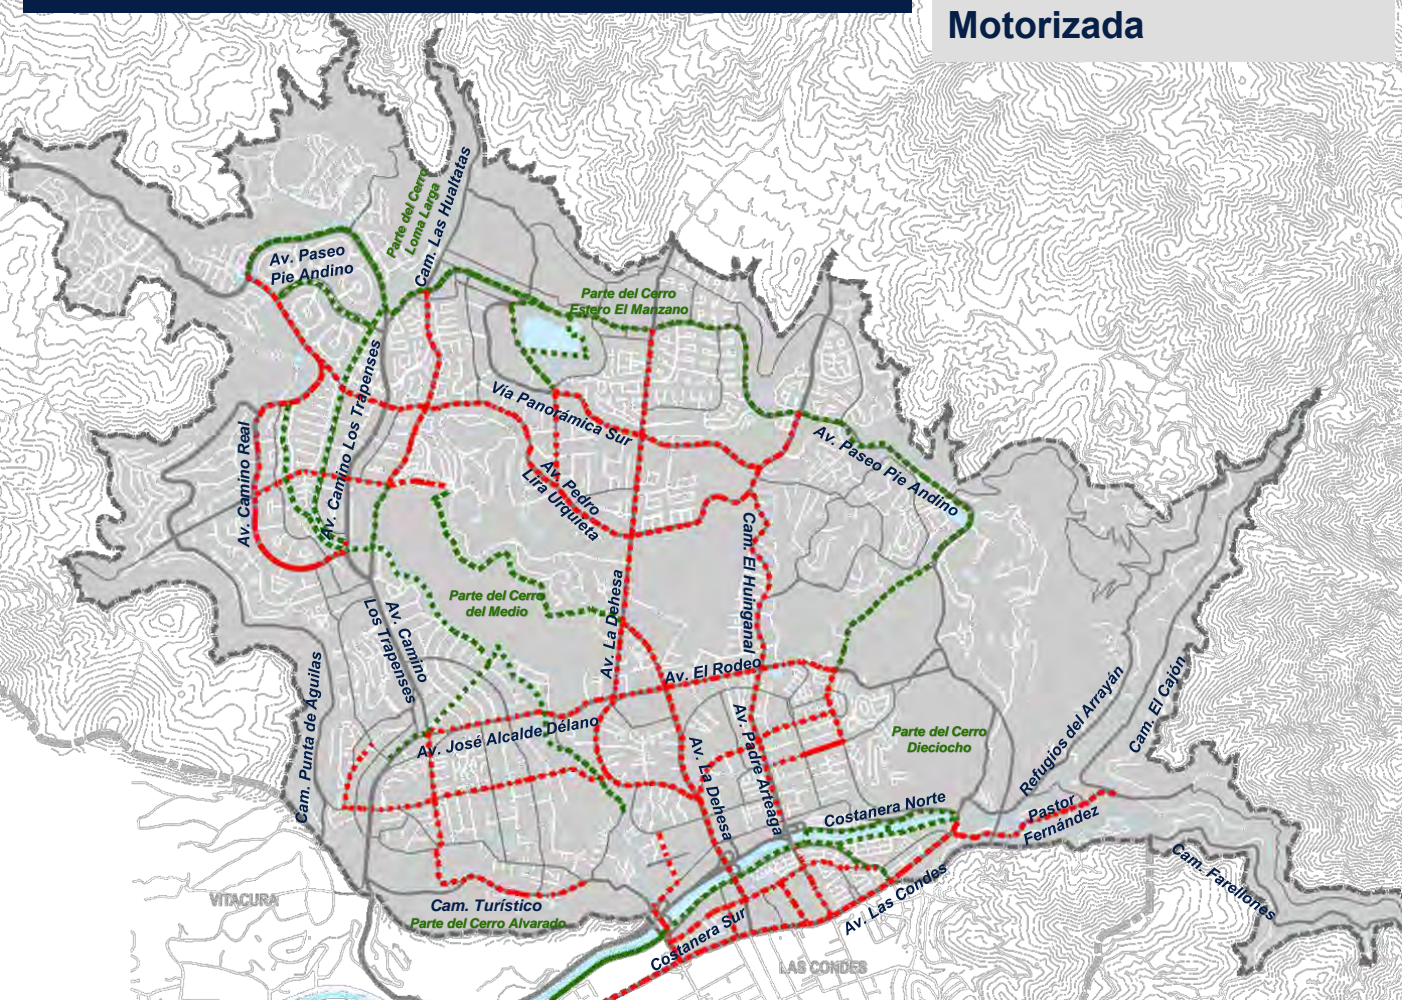 Motorizada
Parte del Cerro
Loma Larga
Cam. Las Hualtatas
Av. Paseo
Pie Andino
Parte del Cerro
Estero El Manzano
Av. Camino Los Trapenses
Vía Panorámica Sur
Av. Camino Real
Av. Pedro
Lira Urquieta
Av. Paseo Pie Andino
Cam. El Huinganal
Parte del Cerro
del Medio
Av. La Dehesa
Av. Camino
Los Trapenses
Av. El Rodeo
Cam. Punta de Aguilas
Av. José Alcalde Délano
Av. La Dehesa
Av. Padre Arteaga
Parte del Cerro
Dieciocho
Refugios del Arrayán
Cam. El Cajón
Costanera Norte
Pastor
Fernández
Cam. Farellones
Av. Las Condes
VITACURA
Cam. Turístico
Parte del Cerro Alvarado
Costanera Sur
LAS CONDES